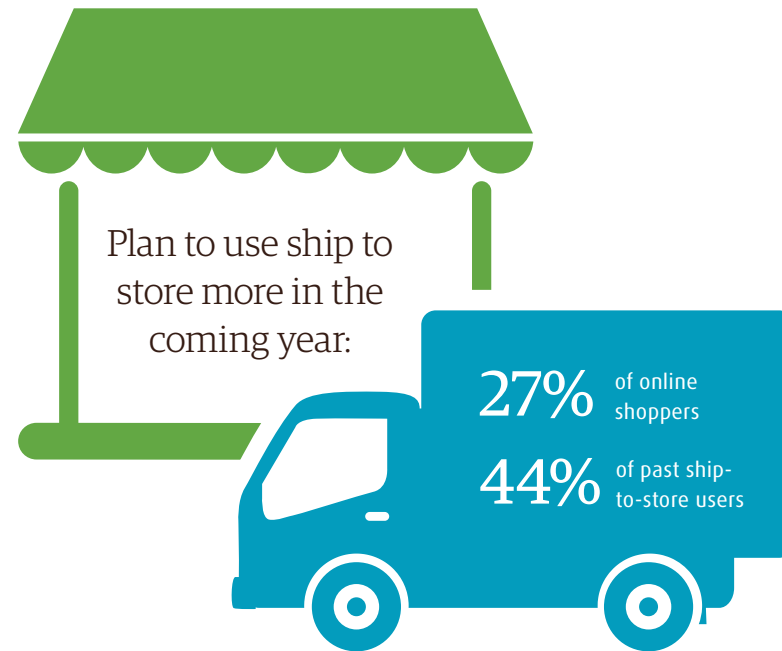 Plan to use ship to
store more in the
coming year:
27% of online
shoppers
44% of past ship-
to-store users